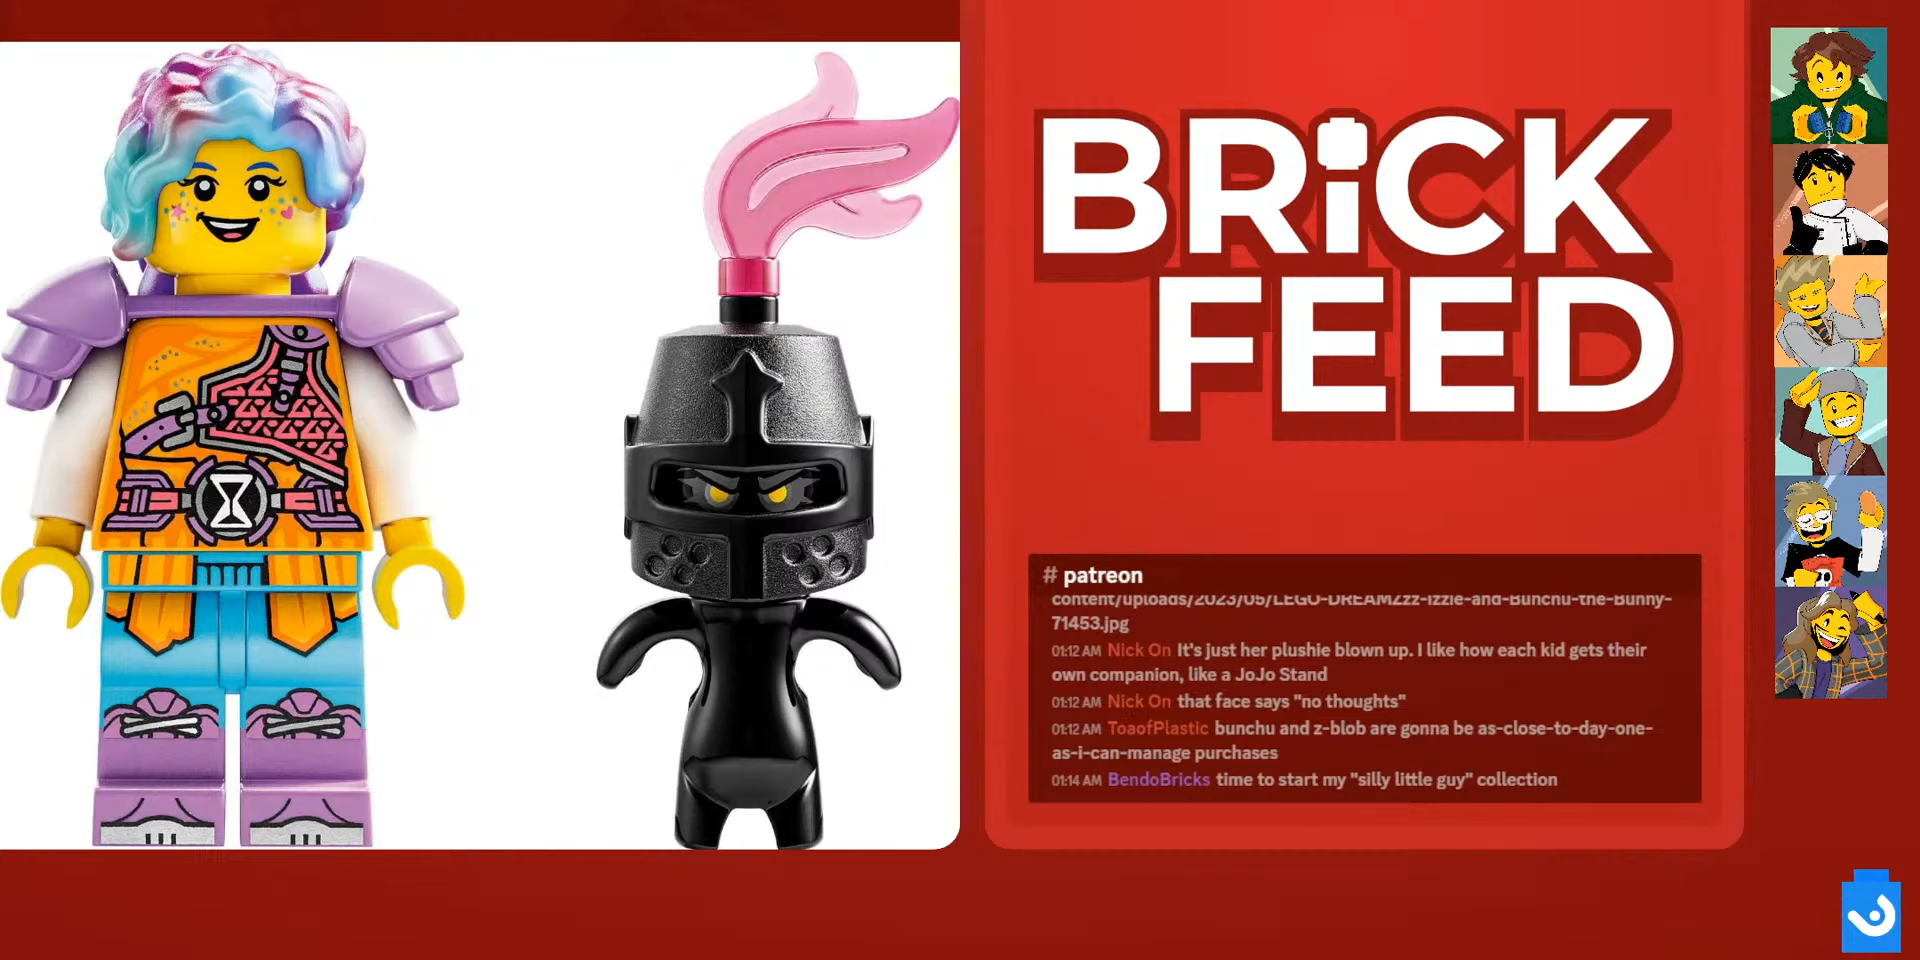 BRiCK
FEED
# patreon
content/uploads/2023/05/LEGO-DREAMZzz-Izzie-and-Bunchu-the-Bunny-
71453.jpg
01:12 AM Nick On It's just her plushie blown up. I like how each kid gets their
own companion, like a JoJo Stand
01:12 AM Nick On that face says "no thoughts"
01:12 AM ToaofPlastic bunchu and z-blob are gonna be as-close-to-day-one-
as-i-can-manage purchases
01:14 AM BendoBricks time to start my "silly little guy" collection